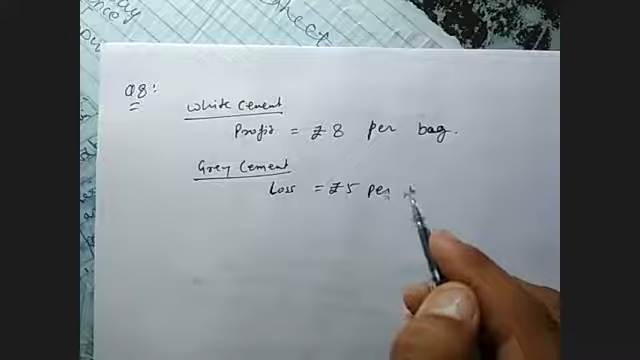 Q8:
White Cement
Profit = ₹ 8 per bag.
Grey Cement
Loss = ₹5 per